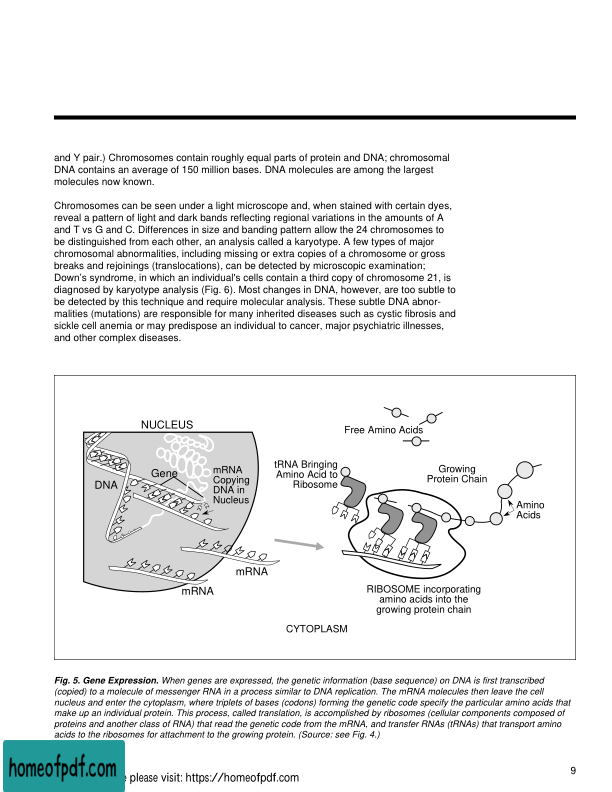 and Y pair.) Chromosomes contain roughly equal parts of protein and DNA; chromosomal
DNA contains an average of 150 million bases. DNA molecules are among the largest
molecules now known.
Chromosomes can be seen under a light microscope and, when stained with certain dyes,
reveal a pattern of light and dark bands reflecting regional variations in the amounts of A
and T vs G and C. Differences in size and banding pattern allow the 24 chromosomes to
be distinguished from each other, an analysis called a karyotype. A few types of major
chromosomal abnormalities, including missing or extra copies of a chromosome or gross
breaks and rejoinings (translocations), can be detected by microscopic examination;
Down's syndrome, in which an individual's cells contain a third copy of chromosome 21, is
diagnosed by karyotype analysis (Fig. 6). Most changes in DNA, however, are too subtle to
be detected by this technique and require molecular analysis. These subtle DNA abnor-
malities (mutations) are responsible for many inherited diseases such as cystic fibrosis and
sickle cell anemia or may predispose an individual to cancer, major psychiatric illnesses,
and other complex diseases.
NUCLEUS
DNA
Gene
mRNA
Copying
DNA in
Nucleus
mRNA
mRNA
Free Amino Acids
tRNA Bringing
Amino Acid to
Ribosome
Growing
Protein Chain
Amino
Acids
RIBOSOME incorporating
amino acids into the
growing protein chain
CYTOPLASM
Fig. 5. Gene Expression. When genes are expressed, the genetic information (base sequence) on DNA is first transcribed
(copied) to a molecule of messenger RNA in a process similar to DNA replication. The mRNA molecules then leave the cell
nucleus and enter the cytoplasm, where triplets of bases (codons) forming the genetic code specify the particular amino acids that
make up an individual protein. This process, called translation, is accomplished by ribosomes (cellular components composed of
proteins and another class of RNA) that read the genetic code from the mRNA, and transfer RNAs (tRNAs) that transport amino
acids to the ribosomes for attachment to the growing protein. (Source: see Fig. 4.)
9
homeofpdf.com
please visit: https://homeofpdf.com